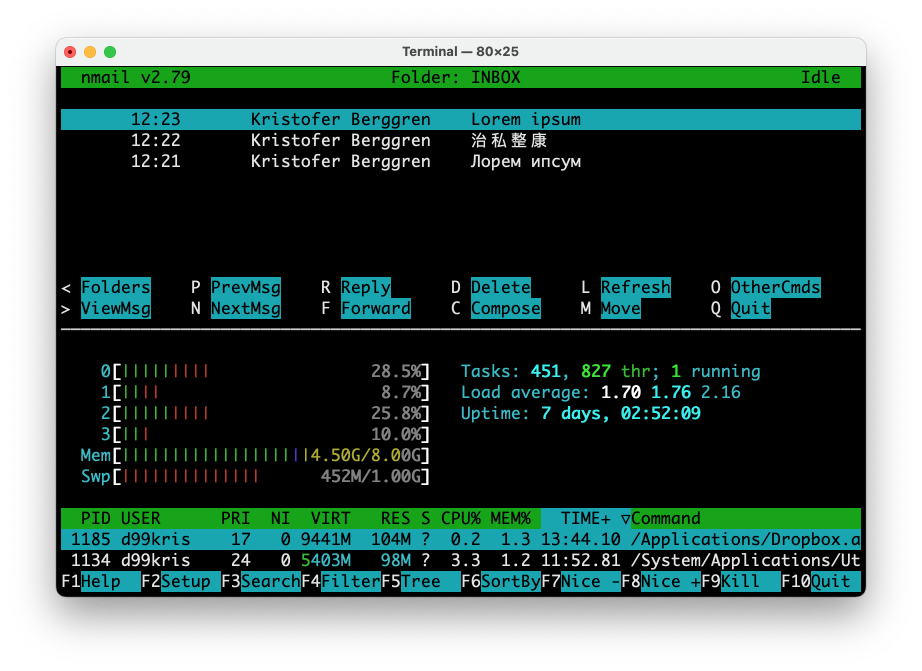 Terminal — 80×25
nmail v2.79 Folder: INBOX Idle
12:23 Kristofer Berggren Lorem ipsum
12:22 Kristofer Berggren 治私整康
12:21 Kristofer Berggren Лорем ипсум
< Folders P PrevMsg R Reply D Delete L Refresh O OtherCmds
> ViewMsg N NextMsg F Forward C Compose M Move Q Quit
0[||||||||| 28.5%] Tasks: 451, 827 thr; 1 running
1[|||| 8.7%] Load average: 1.70 1.76 2.16
2[||||||||| 25.8%] Uptime: 7 days, 02:52:09
3[||| 10.0%]
Mem[|||||||||||||||||||4.50G/8.00G]
Swp[|||||||||||||| 452M/1.00G]
PID USER PRI NI VIRT RES S CPU% MEM% TIME+ ▽Command
1185 d99kris 17 0 9441M 104M ? 0.2 1.3 13:44.10 /Applications/Dropbox.a
1134 d99kris 24 0 5403M 98M ? 3.3 1.2 11:52.81 /System/Applications/Ut
F1Help F2Setup F3SearchF4FilterF5Tree F6SortByF7Nice -F8Nice +F9Kill F10Quit